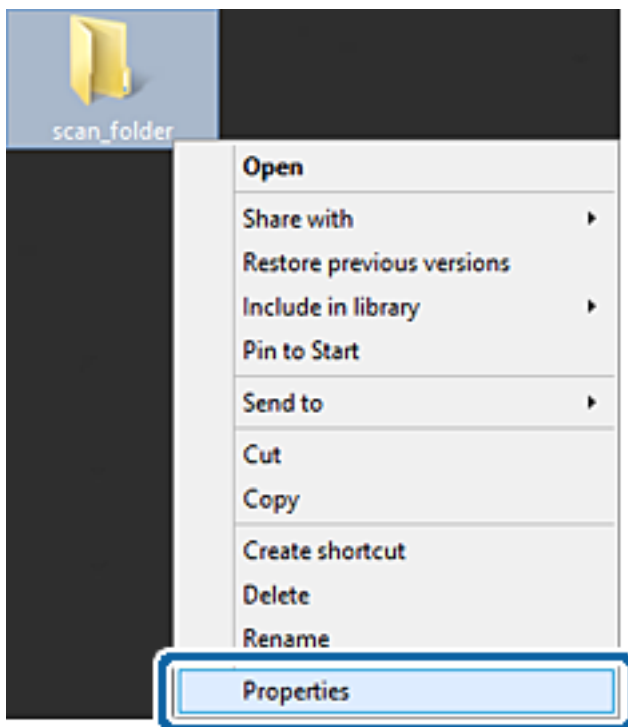 scan_folder
Open
Share with
Restore previous versions
Include in library
Pin to Start
Send to
Cut
Copy
Create shortcut
Delete
Rename
Properties